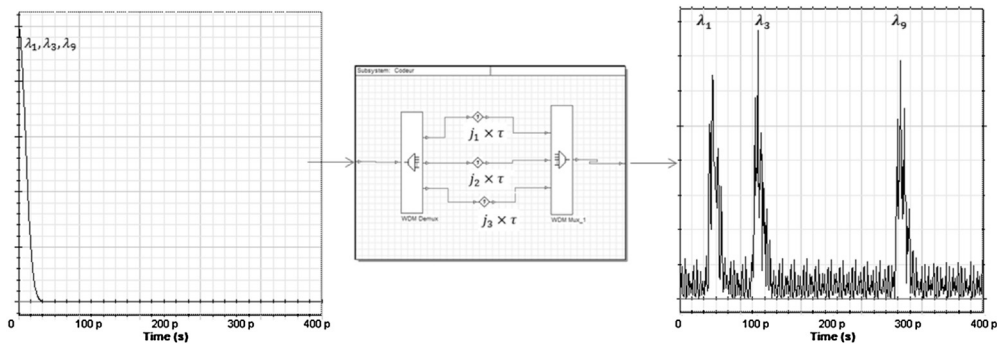 λ₁, λ₃, λ₉
0 100 p 200 p 300 p 400 p
Time (s)
Subsystem: Codeur
j₁ × τ
j₂ × τ
j₃ × τ
WDM Demux
WDM Mux_1
λ₁ λ₃ λ₉
0 100 p 200 p 300 p 400 p
Time (s)